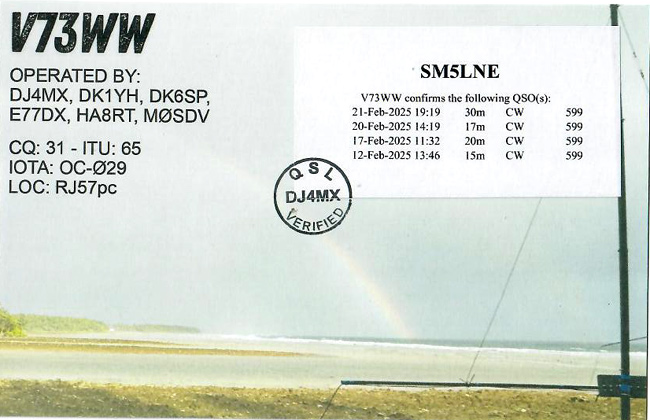 V73WW
OPERATED BY:
DJ4MX, DK1YH, DK6SP,
E77DX, HA8RT, MØSDV
CQ: 31 - ITU: 65
IOTA: OC-Ø29
LOC: RJ57pc
SM5LNE
V73WW confirms the following QSO(s):
21-Feb-2025 19:19 30m CW 599
20-Feb-2025 14:19 17m CW 599
17-Feb-2025 11:32 20m CW 599
12-Feb-2025 13:46 15m CW 599
QSL
DJ4MX
VERIFIED